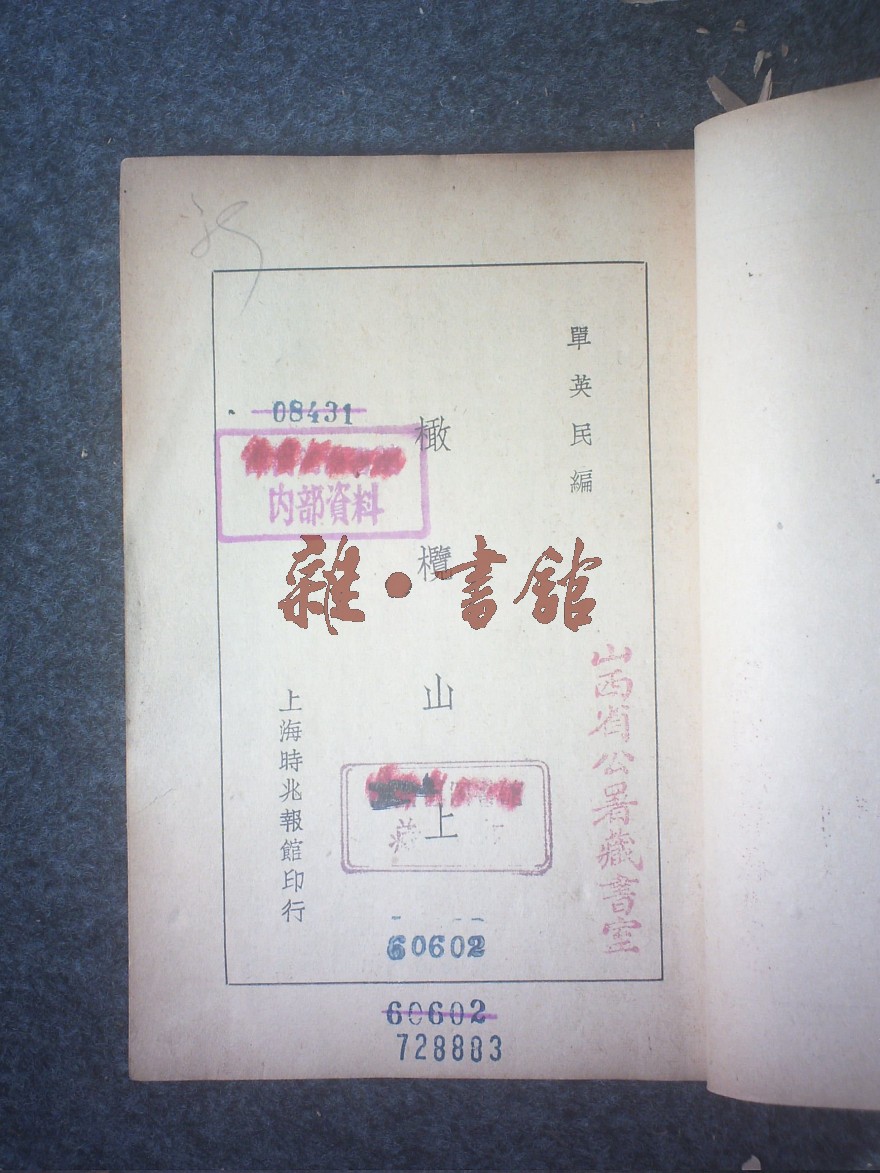 單英民編
橄欖山上
上海時兆報館印行
08431
内部資料
雜·書館
山西省公署藏書室
藏
60602
60602
728883